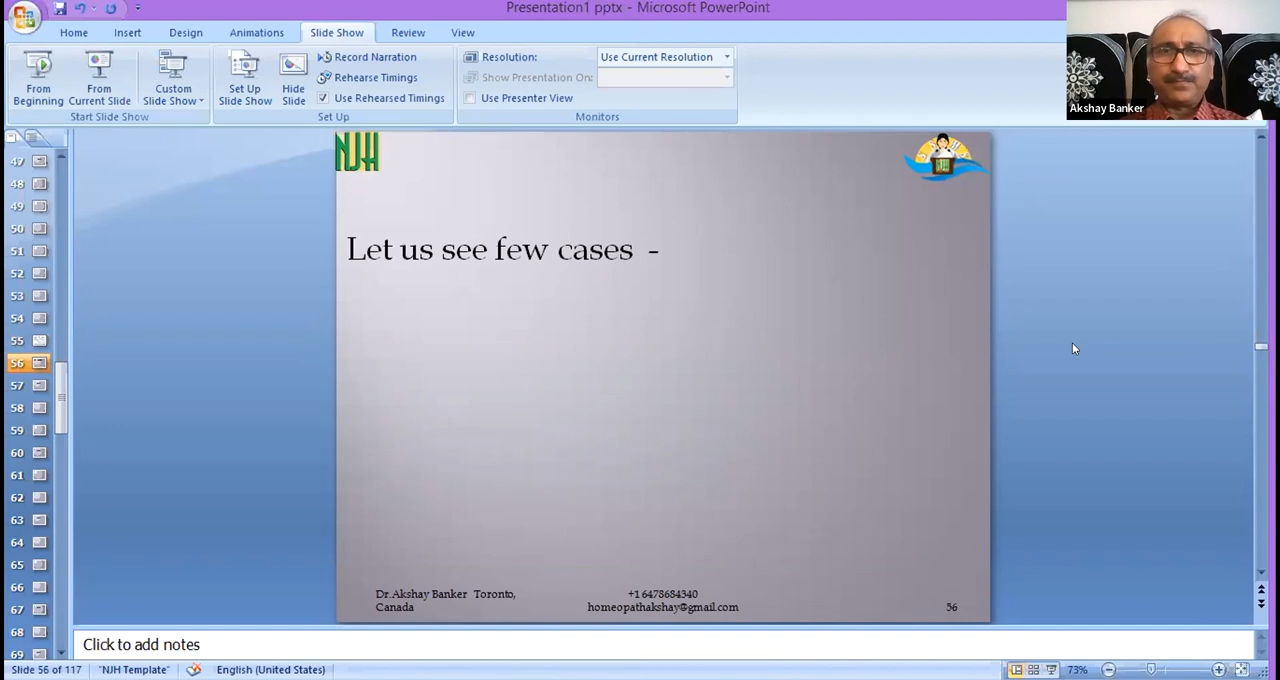 Presentation1 pptx - Microsoft PowerPoint
Home Insert Design Animations Slide Show Review View
From Beginning
From Current Slide
Custom Slide Show
Start Slide Show
Set Up Slide Show
Hide Slide
Record Narration
Rehearse Timings
Use Rehearsed Timings
Set Up
Resolution: Use Current Resolution
Show Presentation On:
Use Presenter View
Monitors
Akshay Banker
47
48
49
50
51
52
53
54
55
56
57
58
59
60
61
62
63
64
65
66
67
68
69
NJH
NJH
Let us see few cases -
Dr.Akshay Banker Toronto,
Canada
+1 6478684340
homeopathakshay@gmail.com
56
Click to add notes
Slide 56 of 117 "NJH Template" English (United States) 73%